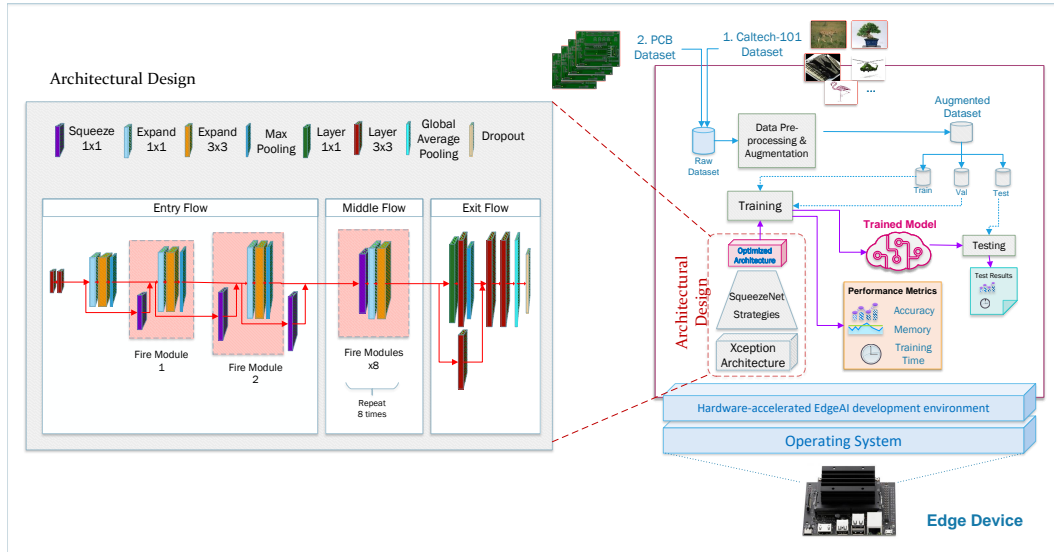 Architectural Design
Squeeze
1x1
Expand
1x1
Expand
3x3
Max
Pooling
Layer
1x1
Layer
3x3
Global
Average
Pooling
Dropout
Entry Flow
Middle Flow
Exit Flow
Fire Module
1
Fire Module
2
Fire Modules
x8
Repeat
8 times
2. PCB
Dataset
1. Caltech-101
Dataset
...
Raw
Dataset
Data Pre-
processing &
Augmentation
Augmented
Dataset
Train
Val
Test
Training
Trained Model
Testing
Test Results
Optimized
Architecture
SqueezeNet
Strategies
Xception
Architecture
Architectural
Design
Performance Metrics
Accuracy
Memory
Training
Time
Hardware-accelerated EdgeAI development environment
Operating System
Edge Device